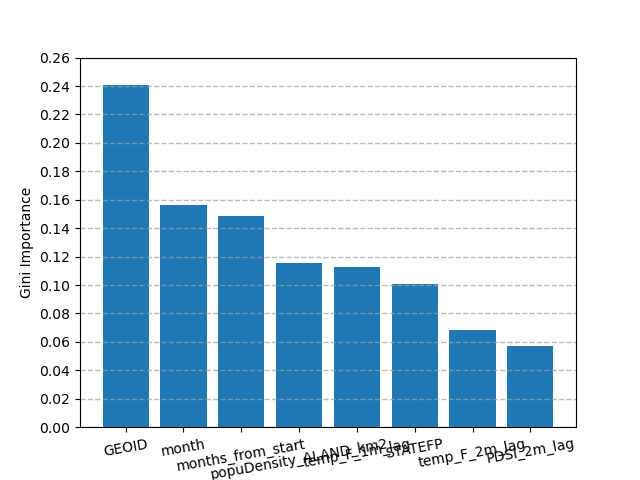 0.26
0.24
0.22
0.20
0.18
0.16
0.14
0.12
0.10
0.08
0.06
0.04
0.02
0.00
Gini Importance
GEOID
month
months_from_start
popuDensity_ALAND_km2
temp_F_1m_lag
STATEFP
temp_F_2m_lag
PDSI_2m_lag